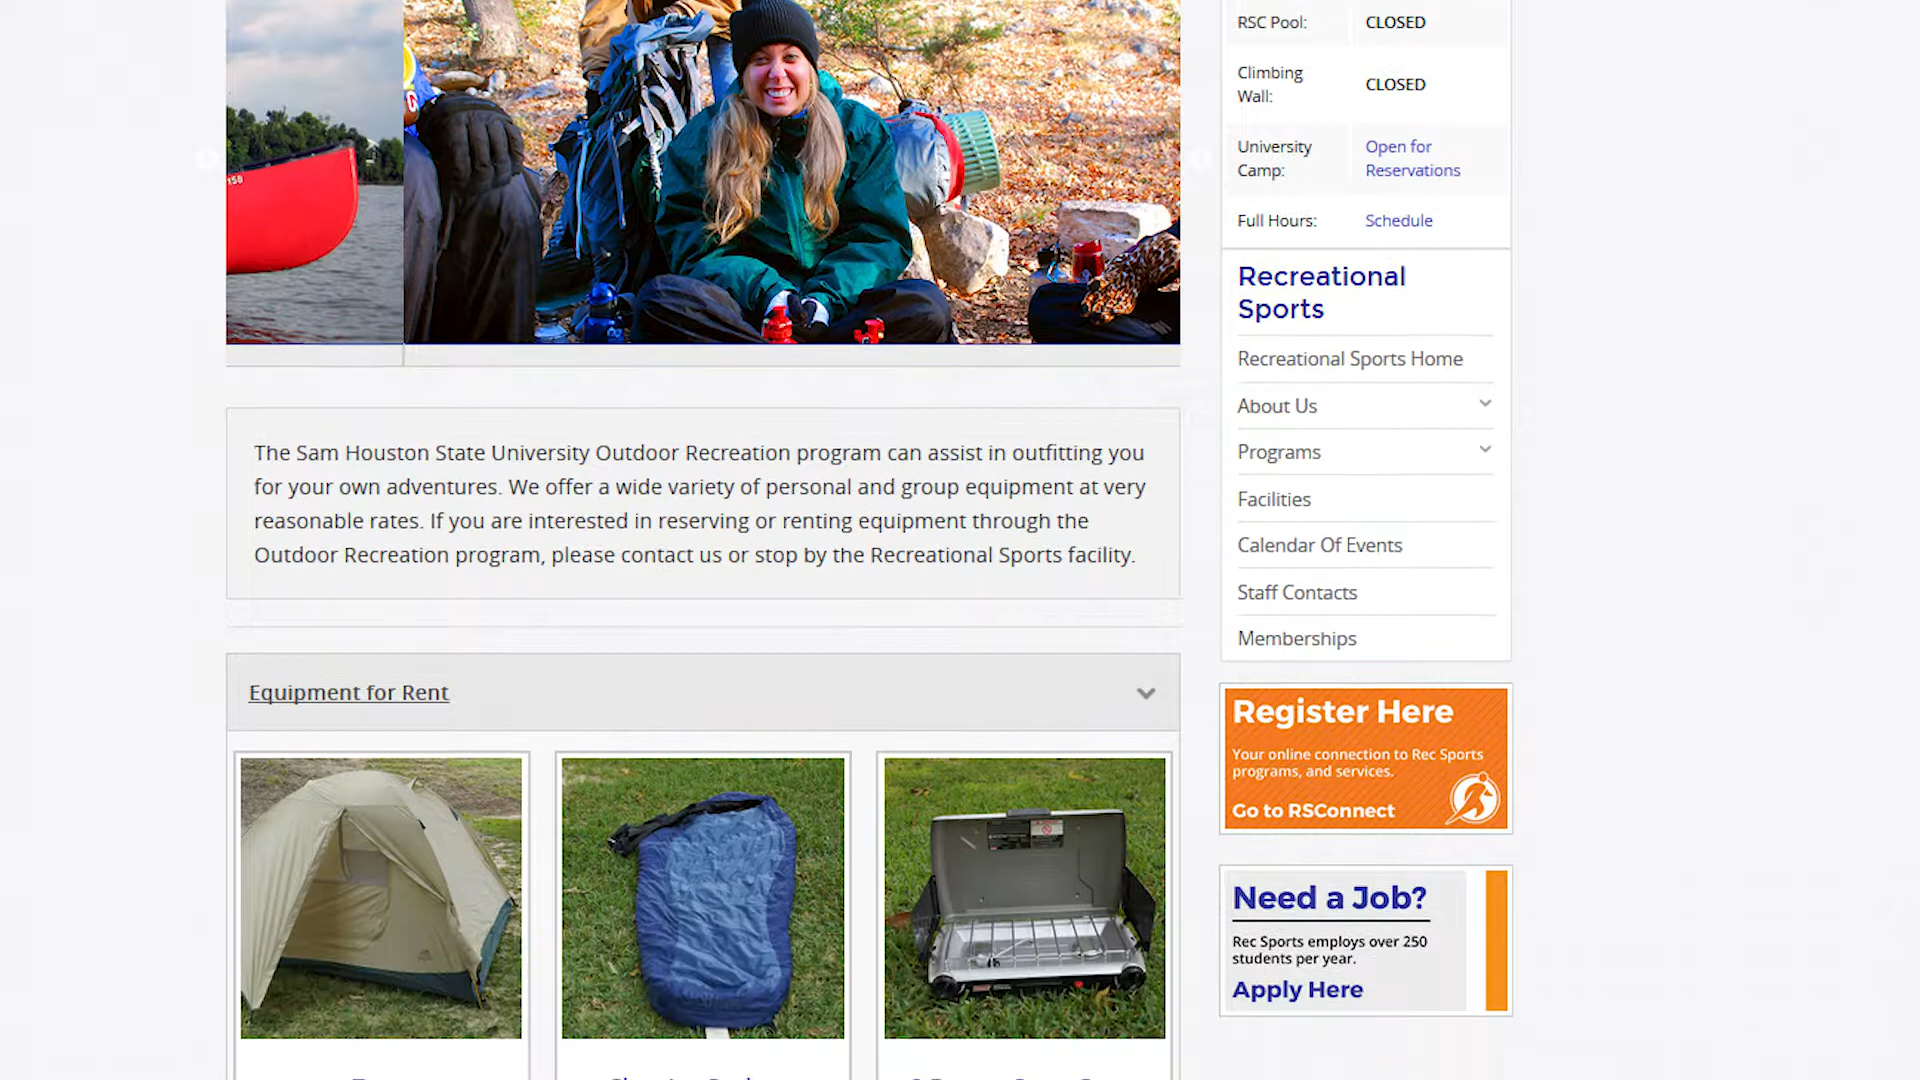 158
The Sam Houston State University Outdoor Recreation program can assist in outfitting you
for your own adventures. We offer a wide variety of personal and group equipment at very
reasonable rates. If you are interested in reserving or renting equipment through the
Outdoor Recreation program, please contact us or stop by the Recreational Sports facility.
Equipment for Rent
RSC Pool: CLOSED
Climbing
Wall:
CLOSED
University
Camp:
Open for
Reservations
Full Hours: Schedule
Recreational
Sports
Recreational Sports Home
About Us
Programs
Facilities
Calendar Of Events
Staff Contacts
Memberships
Register Here
Your online connection to Rec Sports
programs, and services.
Go to RSConnect
Need a Job?
Rec Sports employs over 250
students per year.
Apply Here